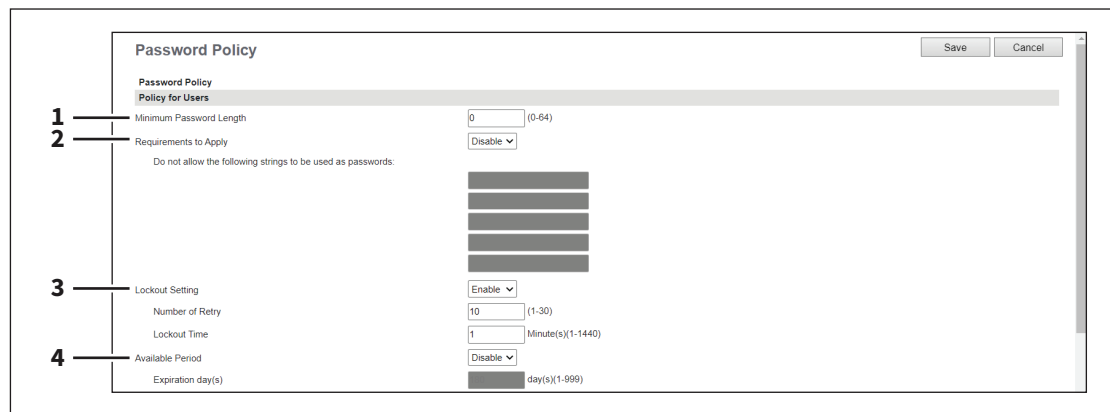 Password Policy Save Cancel
Password Policy
Policy for Users
1 Minimum Password Length 0 (0-64)
2 Requirements to Apply Disable
Do not allow the following strings to be used as passwords:
3 Lockout Setting Enable
Number of Retry 10 (1-30)
Lockout Time 1 Minute(s)(1-1440)
4 Available Period Disable
Expiration day(s) day(s)(1-999)